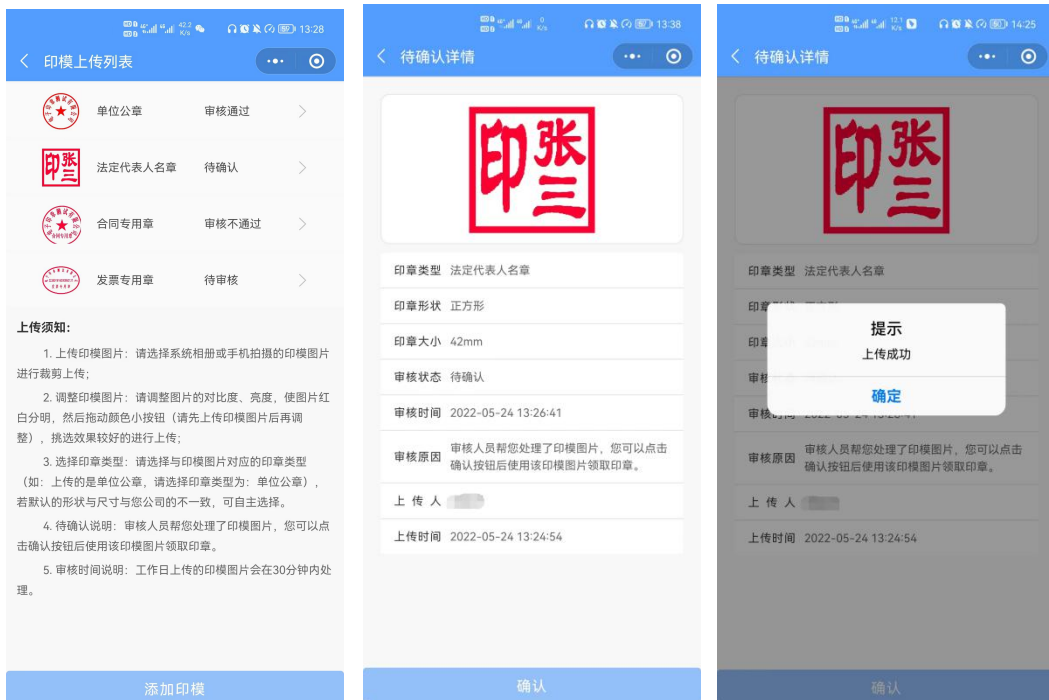 42.2
K/s
13:28
印模上传列表
单位公章 审核通过
法定代表人名章 待确认
合同专用章 审核不通过
发票专用章 待审核
上传须知:
1. 上传印模图片：请选择系统相册或手机拍摄的印模图片
进行裁剪上传;
2. 调整印模图片：请调整图片的对比度、亮度，使图片红
白分明，然后拖动颜色小按钮（请先上传印模图片后再调
整），挑选效果较好的进行上传;
3. 选择印章类型：请选择与印模图片对应的印章类型
（如：上传的是单位公章，请选择印章类型为：单位公章），
若默认的形状与尺寸与您公司的不一致，可自主选择。
4. 待确认说明：审核人员帮您处理了印模图片，您可以点
击确认按钮后使用该印模图片领取印章。
5. 审核时间说明：工作日上传的印模图片会在30分钟内处
理。
添加印模
0
K/s
13:38
待确认详情
印张
三
印章类型 法定代表人名章
印章形状 正方形
印章大小 42mm
审核状态 待确认
审核时间 2022-05-24 13:26:41
审核原因 审核人员帮您处理了印模图片，您可以点击
确认按钮后使用该印模图片领取印章。
上 传 人
上传时间 2022-05-24 13:24:54
确认
12.1
K/s
14:25
待确认详情
印张
三
印章类型 法定代表人名章
提示
上传成功
确定
审核原因 审核人员帮您处理了印模图片，您可以点击
确认按钮后使用该印模图片领取印章。
上 传 人
上传时间 2022-05-24 13:24:54
确认